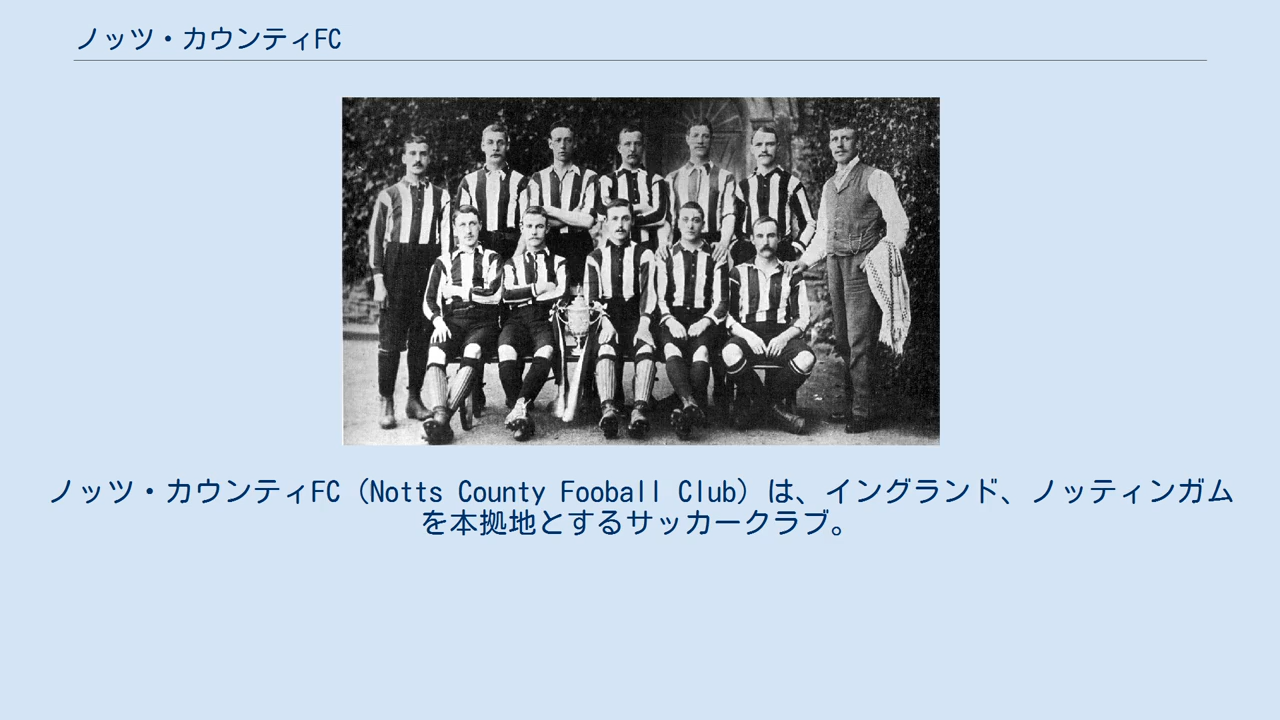 ノッツ・カウンティFC
ノッツ・カウンティFC（Notts County Fooball Club）は、イングランド、ノッティンガム
を本拠地とするサッカークラブ。